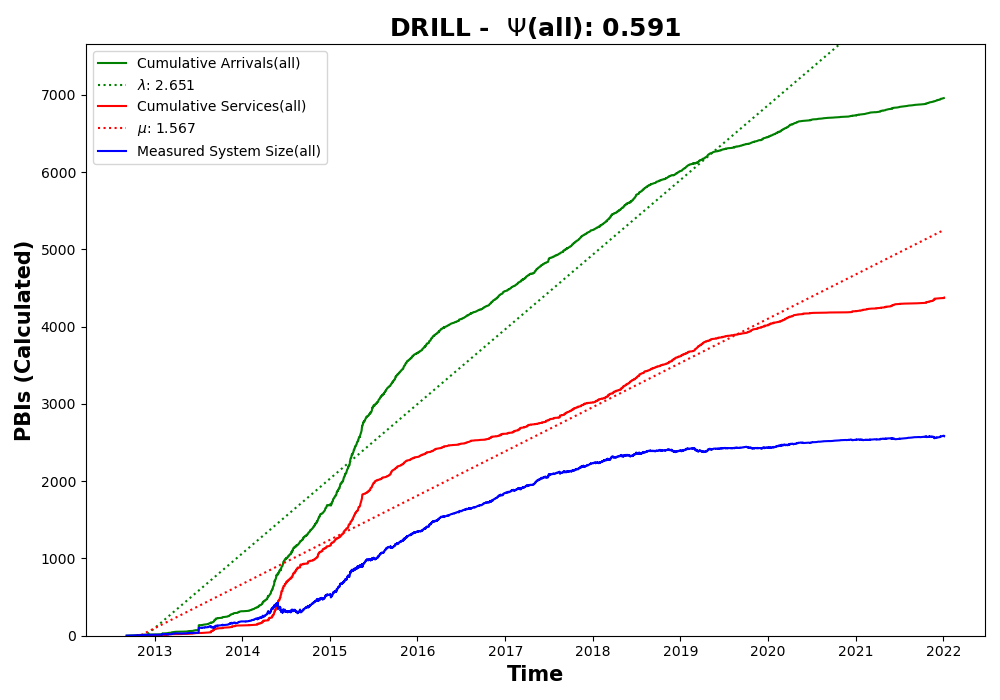 DRILL - Ψ(all): 0.591
Cumulative Arrivals(all)
λ: 2.651
Cumulative Services(all)
μ: 1.567
Measured System Size(all)
PBIs (Calculated)
7000
6000
5000
4000
3000
2000
1000
0
2013 2014 2015 2016 2017 2018 2019 2020 2021 2022
Time